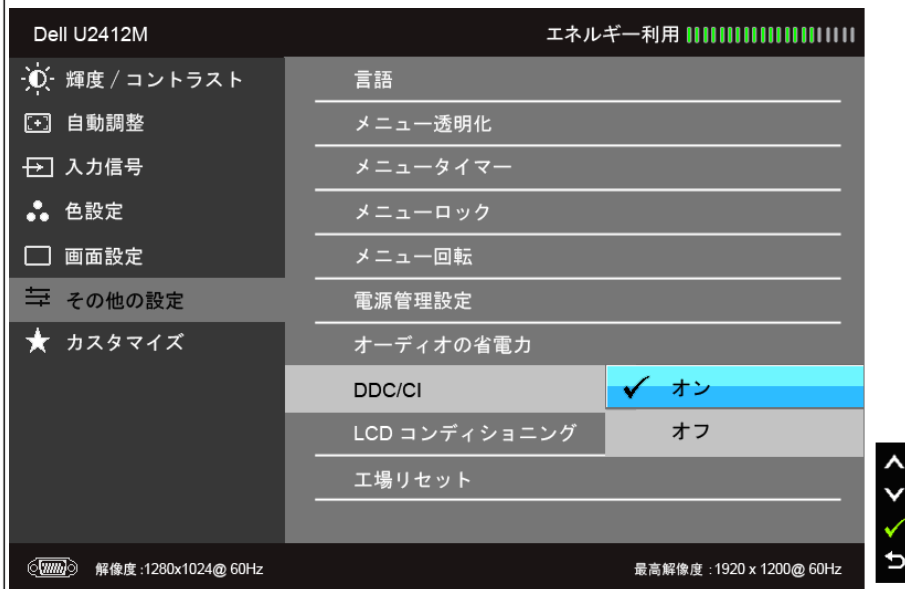 Dell U2412M
エネルギー利用
輝度 / コントラスト
自動調整
入力信号
色設定
画面設定
その他の設定
カスタマイズ
言語
メニュー透明化
メニュータイマー
メニューロック
メニュー回転
電源管理設定
オーディオの省電力
DDC/CI
オン
オフ
LCD コンディショニング
工場リセット
解像度 :1280x1024@ 60Hz
最高解像度 : 1920 x 1200@ 60Hz